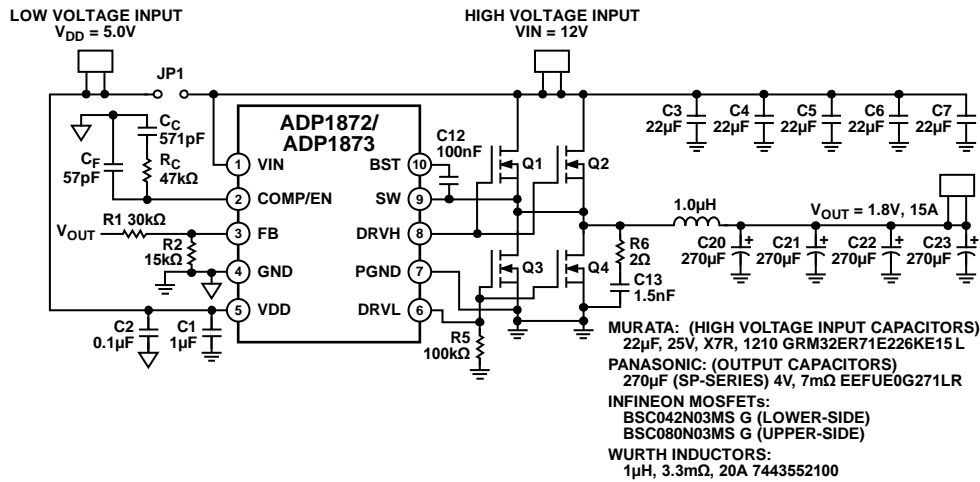 LOW VOLTAGE INPUT
VDD = 5.0V
HIGH VOLTAGE INPUT
VIN = 12V
JP1
ADP1872/
ADP1873
CC
571pF
CF
57pF
RC
47kΩ
1 VIN
2 COMP/EN
3 FB
4 GND
5 VDD
BST 10
SW 9
DRVH 8
PGND 7
DRVL 6
VOUT
R1 30kΩ
R2
15kΩ
C2
0.1µF
C1
1µF
C12
100nF
Q1
Q2
Q3
Q4
R5
100kΩ
R6
2Ω
C13
1.5nF
C3
22µF
C4
22µF
C5
22µF
C6
22µF
C7
22µF
1.0µH
VOUT = 1.8V, 15A
C20
270µF
+
C21
270µF
+
C22
270µF
+
C23
270µF
+
MURATA: (HIGH VOLTAGE INPUT CAPACITORS)
22µF, 25V, X7R, 1210 GRM32ER71E226KE15 L
PANASONIC: (OUTPUT CAPACITORS)
270µF (SP-SERIES) 4V, 7mΩ EEFUE0G271LR
INFINEON MOSFETs:
BSC042N03MS G (LOWER-SIDE)
BSC080N03MS G (UPPER-SIDE)
WURTH INDUCTORS:
1µH, 3.3mΩ, 20A 7443552100